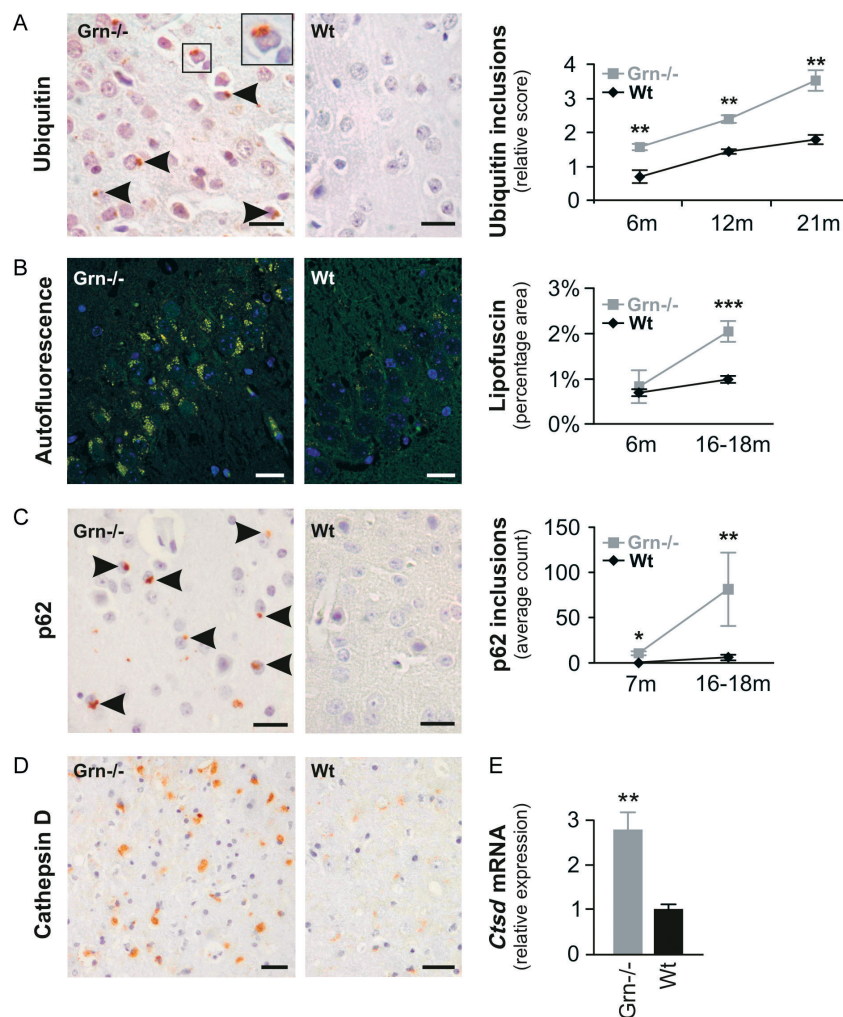 A
Ubiquitin
Grn-/-
Wt
Ubiquitin inclusions
(relative score)
4
3
2
1
0
Grn-/-
Wt
**
**
**
6m
12m
21m
B
Autofluorescence
Grn-/-
Wt
Lipofuscin
(percentage area)
3%
2%
1%
0%
Grn-/-
Wt
***
6m
16-18m
C
p62
Grn-/-
Wt
p62 inclusions
(average count)
150
100
50
0
Grn-/-
Wt
*
**
7m
16-18m
D
Cathepsin D
Grn-/-
Wt
E
Ctsd mRNA
(relative expression)
3
2
1
0
**
Grn-/-
Wt